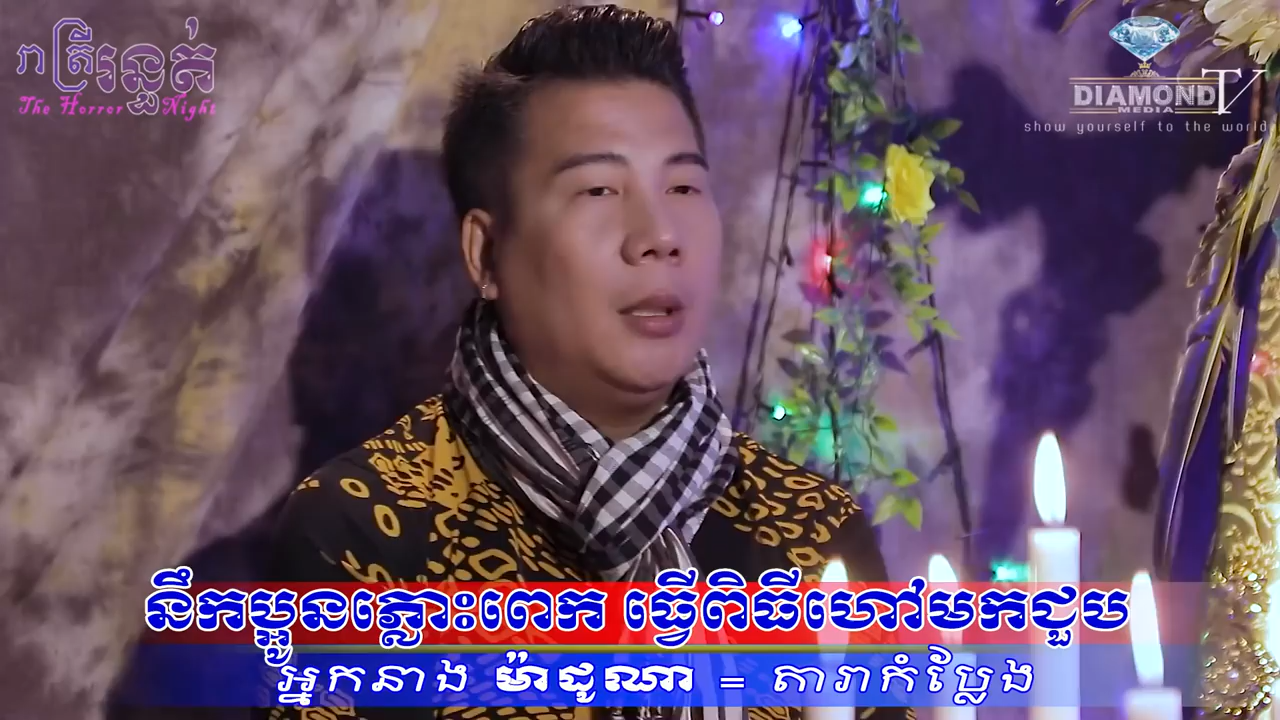 រាត្រីរន្ធត់
The Horror Night
DIAMOND TV
MEDIA
show yourself to the world
នឹកប្អូនភ្លោះពេក ធ្វើពិធីហៅមកជួប
អ្នកនាង ម៉ាដូណា = តារាកំប្លែង